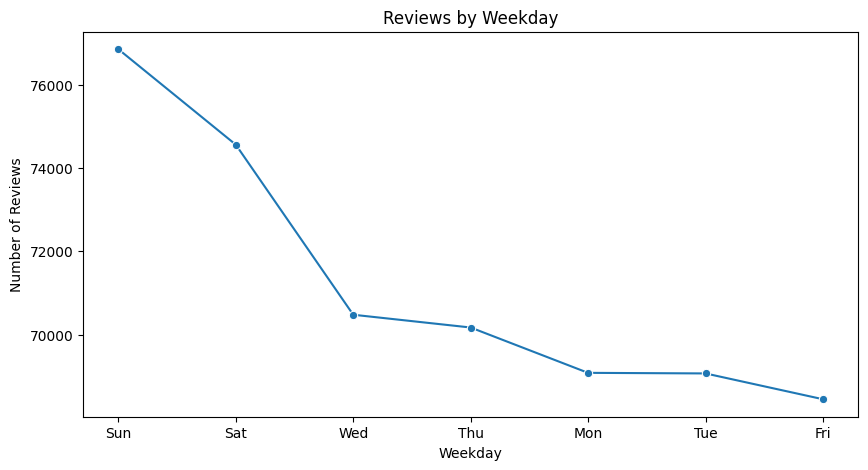 Reviews by Weekday
Number of Reviews
76000
74000
72000
70000
Sun Sat Wed Thu Mon Tue Fri
Weekday